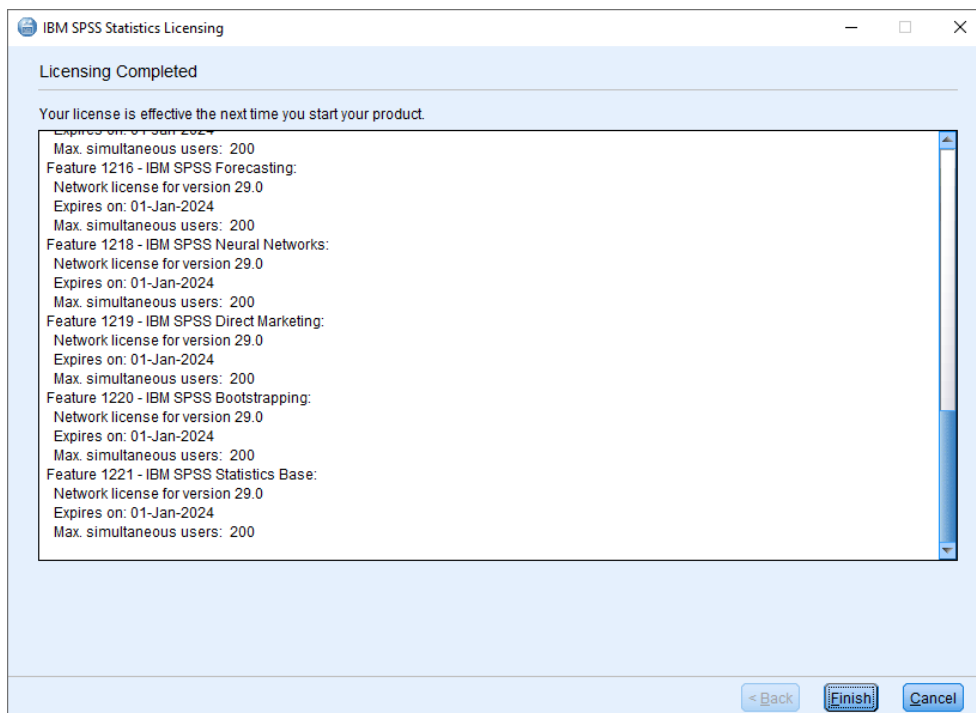 IBM SPSS Statistics Licensing
Licensing Completed
Your license is effective the next time you start your product.
Expires on: 01-Jan-2024
Max. simultaneous users: 200
Feature 1216 - IBM SPSS Forecasting:
Network license for version 29.0
Expires on: 01-Jan-2024
Max. simultaneous users: 200
Feature 1218 - IBM SPSS Neural Networks:
Network license for version 29.0
Expires on: 01-Jan-2024
Max. simultaneous users: 200
Feature 1219 - IBM SPSS Direct Marketing:
Network license for version 29.0
Expires on: 01-Jan-2024
Max. simultaneous users: 200
Feature 1220 - IBM SPSS Bootstrapping:
Network license for version 29.0
Expires on: 01-Jan-2024
Max. simultaneous users: 200
Feature 1221 - IBM SPSS Statistics Base:
Network license for version 29.0
Expires on: 01-Jan-2024
Max. simultaneous users: 200
< Back Finish Cancel